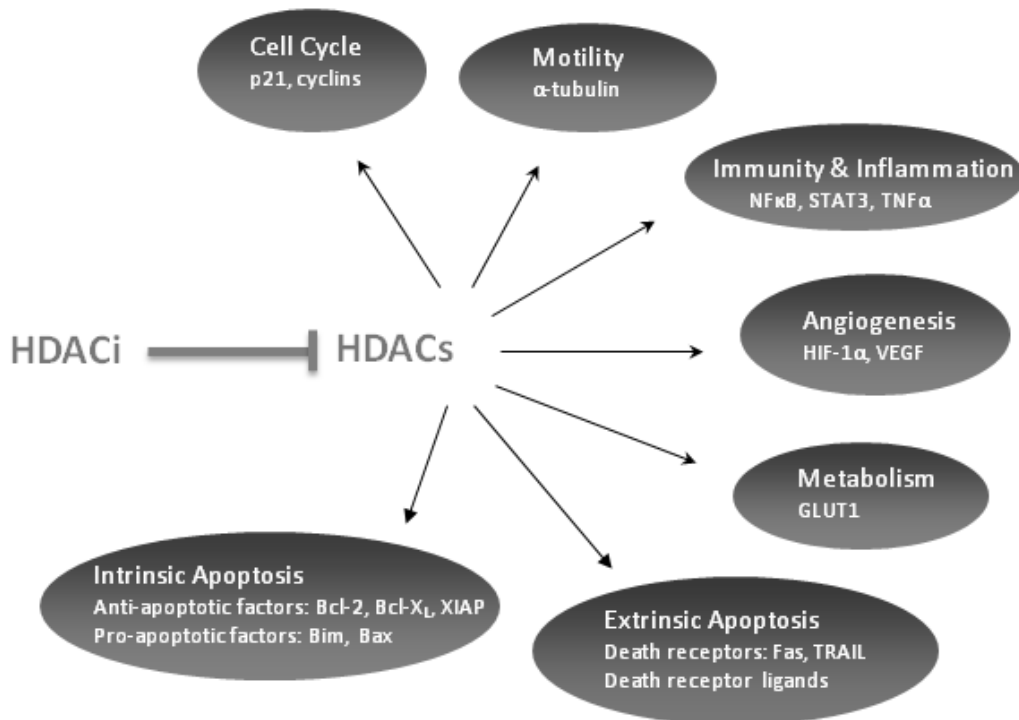 Cell Cycle
p21, cyclins
Motility
α-tubulin
Immunity & Inflammation
NFκB, STAT3, TNFα
Angiogenesis
HIF-1α, VEGF
HDACi
HDACs
Metabolism
GLUT1
Intrinsic Apoptosis
Anti-apoptotic factors: Bcl-2, Bcl-XL, XIAP
Pro-apoptotic factors: Bim, Bax
Extrinsic Apoptosis
Death receptors: Fas, TRAIL
Death receptor ligands